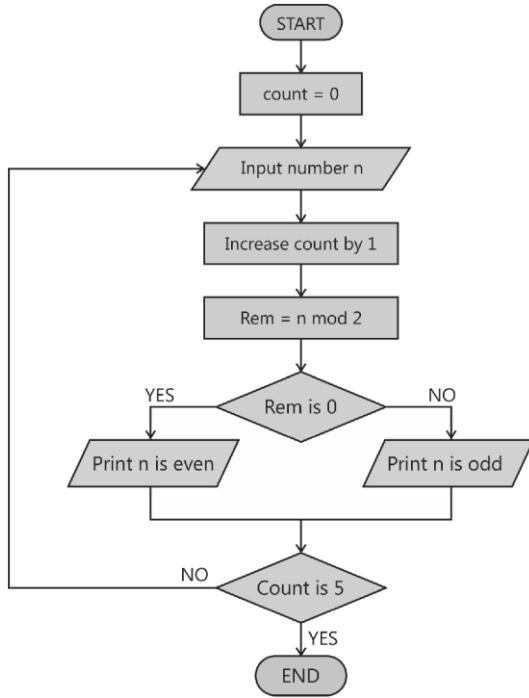 START
count = 0
Input number n
Increase count by 1
Rem = n mod 2
YES
NO
Rem is 0
Print n is even
Print n is odd
NO
Count is 5
YES
END